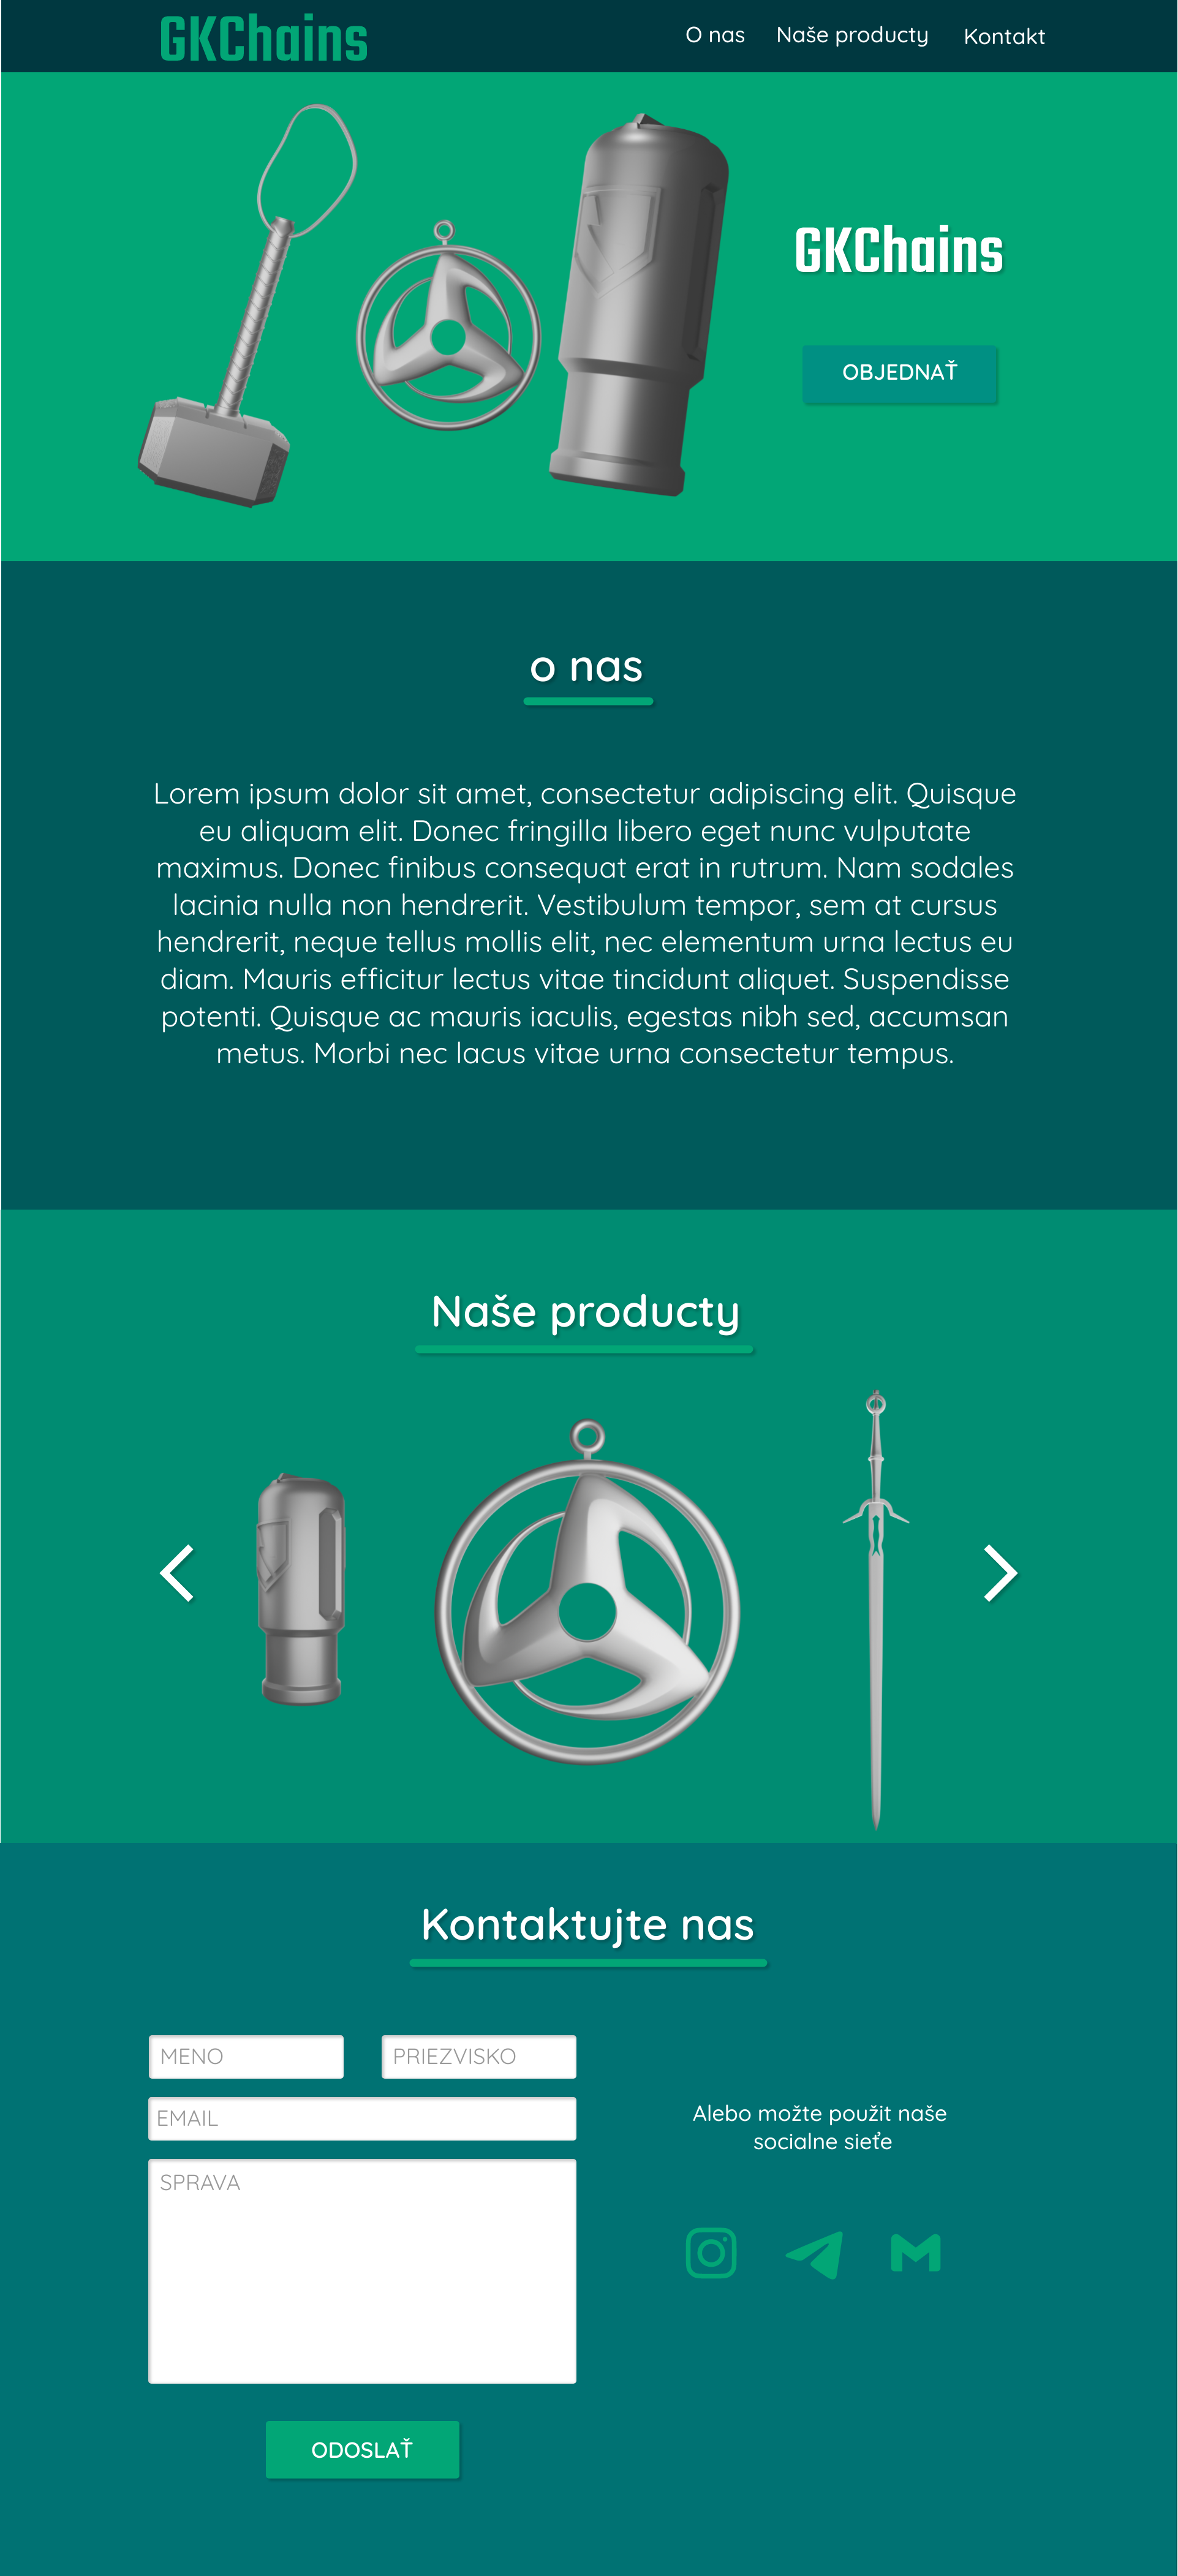 GKChains
O nas Naše producty Kontakt
GKChains
OBJEDNAŤ
o nas
Lorem ipsum dolor sit amet, consectetur adipiscing elit. Quisque
eu aliquam elit. Donec fringilla libero eget nunc vulputate
maximus. Donec finibus consequat erat in rutrum. Nam sodales
lacinia nulla non hendrerit. Vestibulum tempor, sem at cursus
hendrerit, neque tellus mollis elit, nec elementum urna lectus eu
diam. Mauris efficitur lectus vitae tincidunt aliquet. Suspendisse
potenti. Quisque ac mauris iaculis, egestas nibh sed, accumsan
metus. Morbi nec lacus vitae urna consectetur tempus.
Naše producty
Kontaktujte nas
MENO PRIEZVISKO
EMAIL
SPRAVA
Alebo možte použit naše
socialne sieťe
ODOSLAŤ